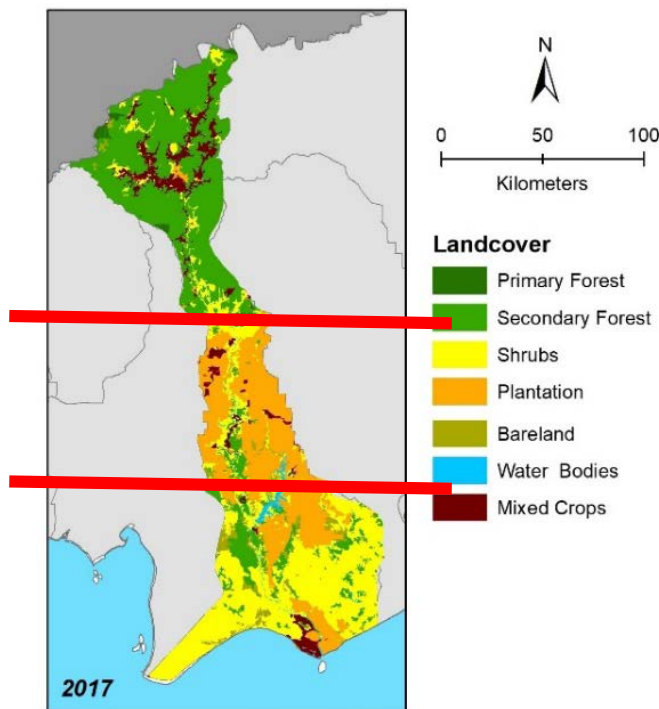 N
0 50 100
Kilometers
Landcover
Primary Forest
Secondary Forest
Shrubs
Plantation
Bareland
Water Bodies
Mixed Crops
2017